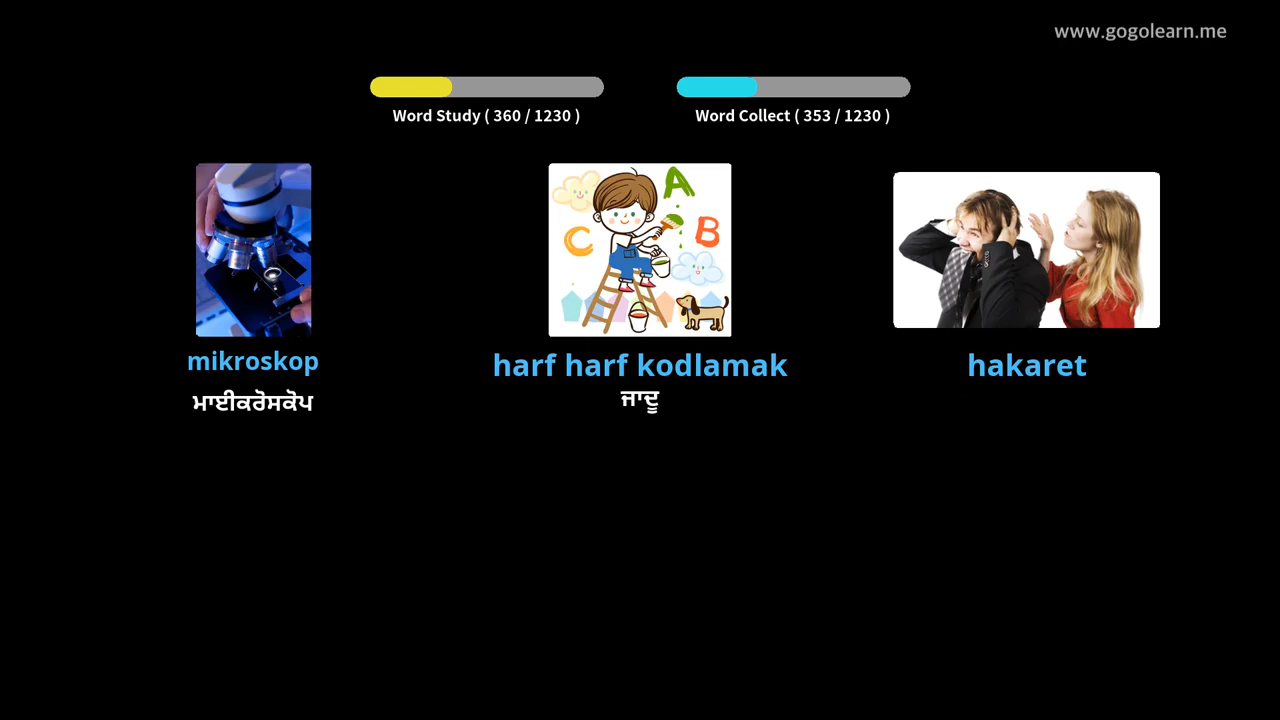 www.gogolearn.me
Word Study ( 360 / 1230 )
Word Collect ( 353 / 1230 )
A
B
C
mikroskop
harf harf kodlamak
hakaret
ਮਾਈਕਰੋਸਕੋਪ
ਜਾਦੂ